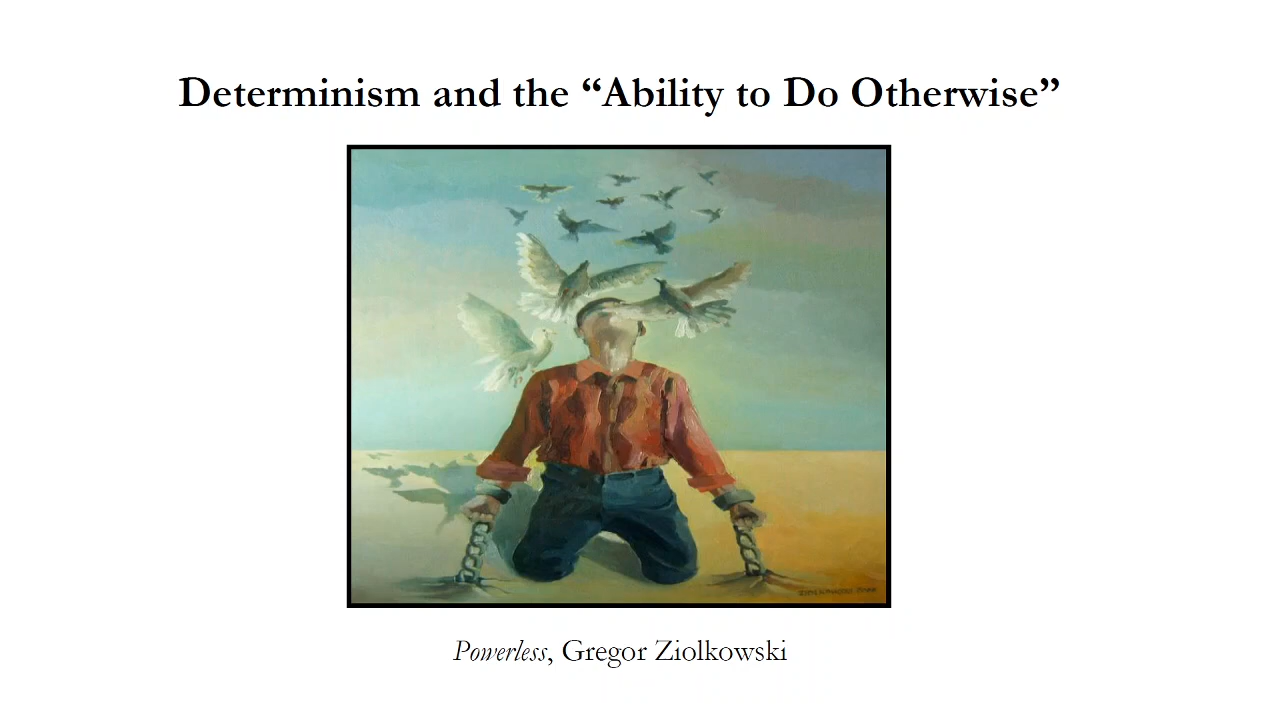 Determinism and the “Ability to Do Otherwise”
Powerless, Gregor Ziolkowski